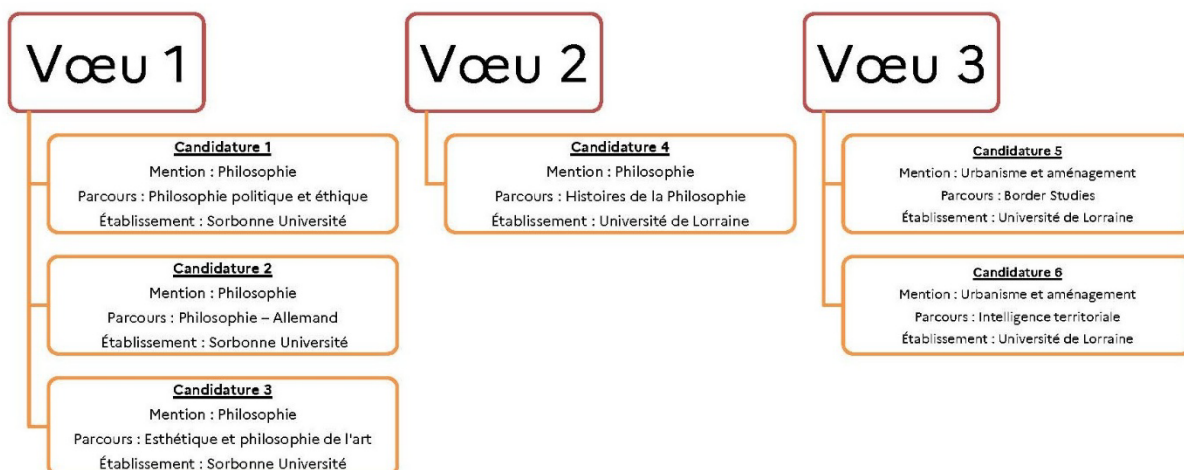 Vœu 1
Candidature 1
Mention : Philosophie
Parcours : Philosophie politique et éthique
Établissement : Sorbonne Université
Candidature 2
Mention : Philosophie
Parcours : Philosophie – Allemand
Établissement : Sorbonne Université
Candidature 3
Mention : Philosophie
Parcours : Esthétique et philosophie de l'art
Établissement : Sorbonne Université
Vœu 2
Candidature 4
Mention : Philosophie
Parcours : Histoires de la Philosophie
Établissement : Université de Lorraine
Vœu 3
Candidature 5
Mention : Urbanisme et aménagement
Parcours : Border Studies
Établissement : Université de Lorraine
Candidature 6
Mention : Urbanisme et aménagement
Parcours : Intelligence territoriale
Établissement : Université de Lorraine